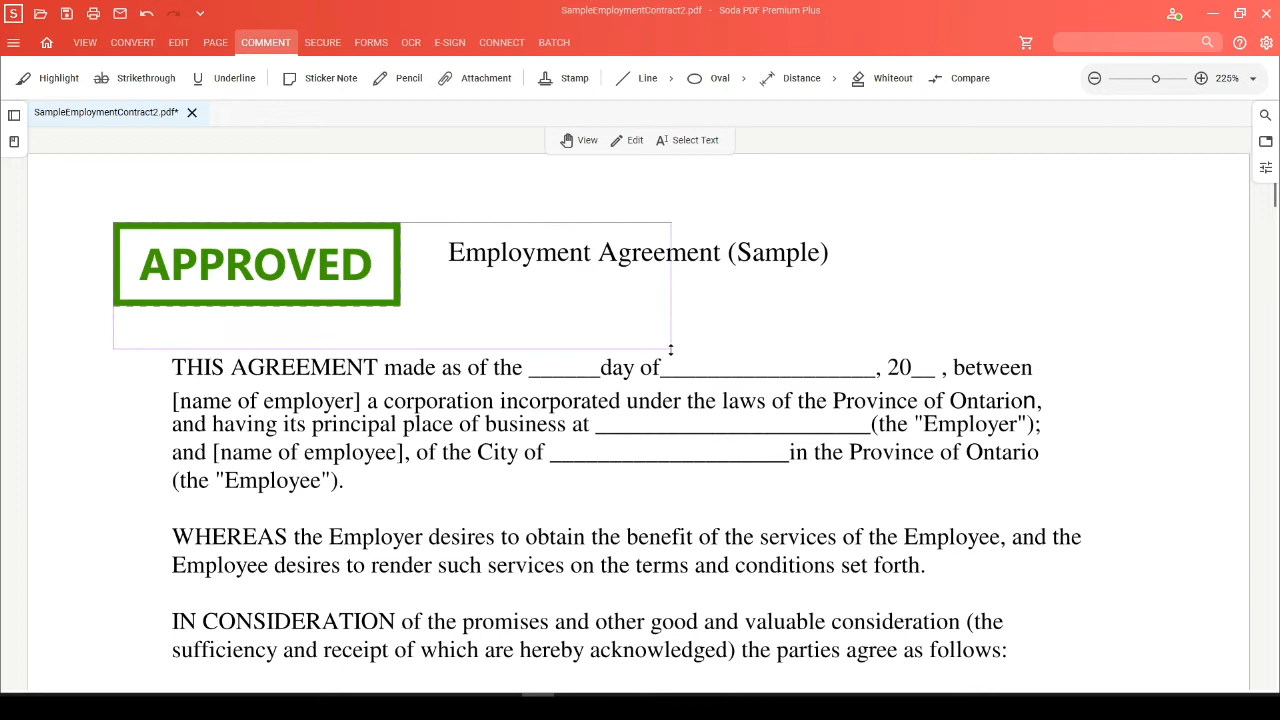 S
SampleEmploymentContract2.pdf* - Soda PDF Premium Plus
VIEW CONVERT EDIT PAGE COMMENT SECURE FORMS OCR E-SIGN CONNECT BATCH
Highlight ab Strikethrough U Underline Sticker Note Pencil Attachment Stamp Line Oval Distance Whiteout Compare 225%
SampleEmploymentContract2.pdf*
View Edit Select Text
APPROVED
Employment Agreement (Sample)
THIS AGREEMENT made as of the ______day of__________________, 20__ , between
[name of employer] a corporation incorporated under the laws of the Province of Ontarion,
and having its principal place of business at _______________________(the "Employer");
and [name of employee], of the City of ____________________in the Province of Ontario
(the "Employee").
WHEREAS the Employer desires to obtain the benefit of the services of the Employee, and the
Employee desires to render such services on the terms and conditions set forth.
IN CONSIDERATION of the promises and other good and valuable consideration (the
sufficiency and receipt of which are hereby acknowledged) the parties agree as follows: